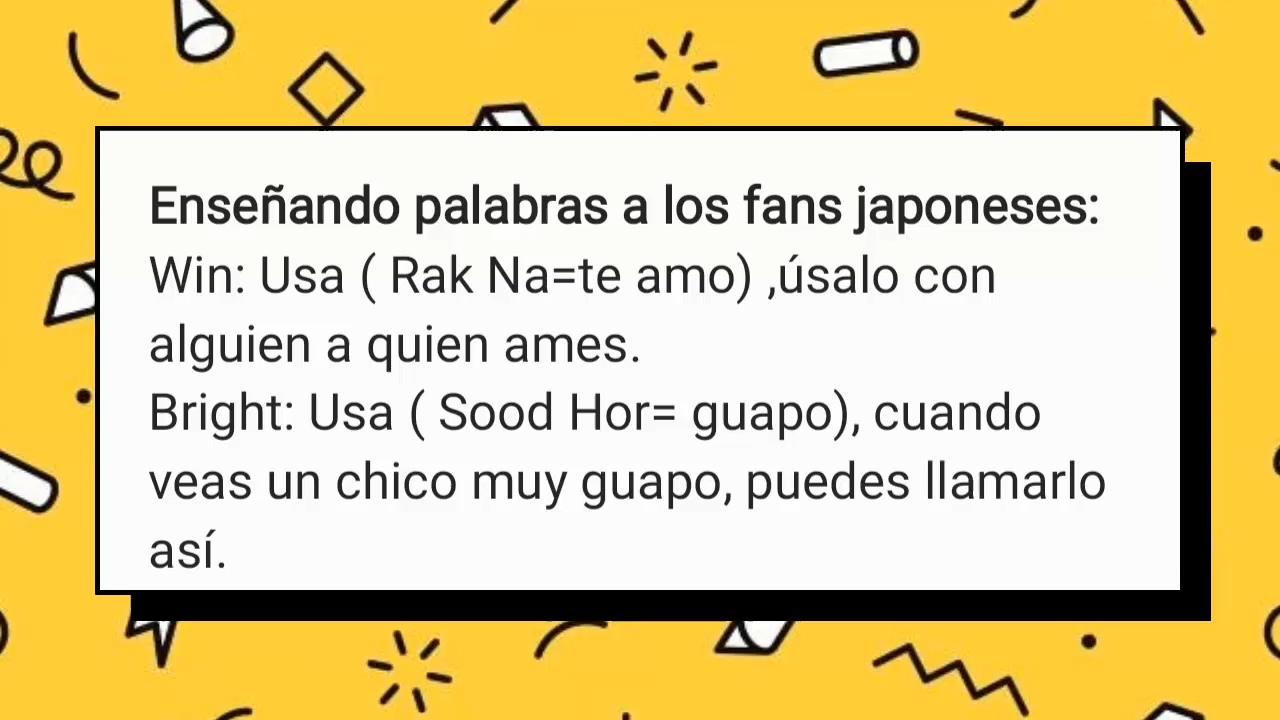 Enseñando palabras a los fans japoneses:
Win: Usa ( Rak Na=te amo) ,úsalo con
alguien a quien ames.
Bright: Usa ( Sood Hor= guapo), cuando
veas un chico muy guapo, puedes llamarlo
así.